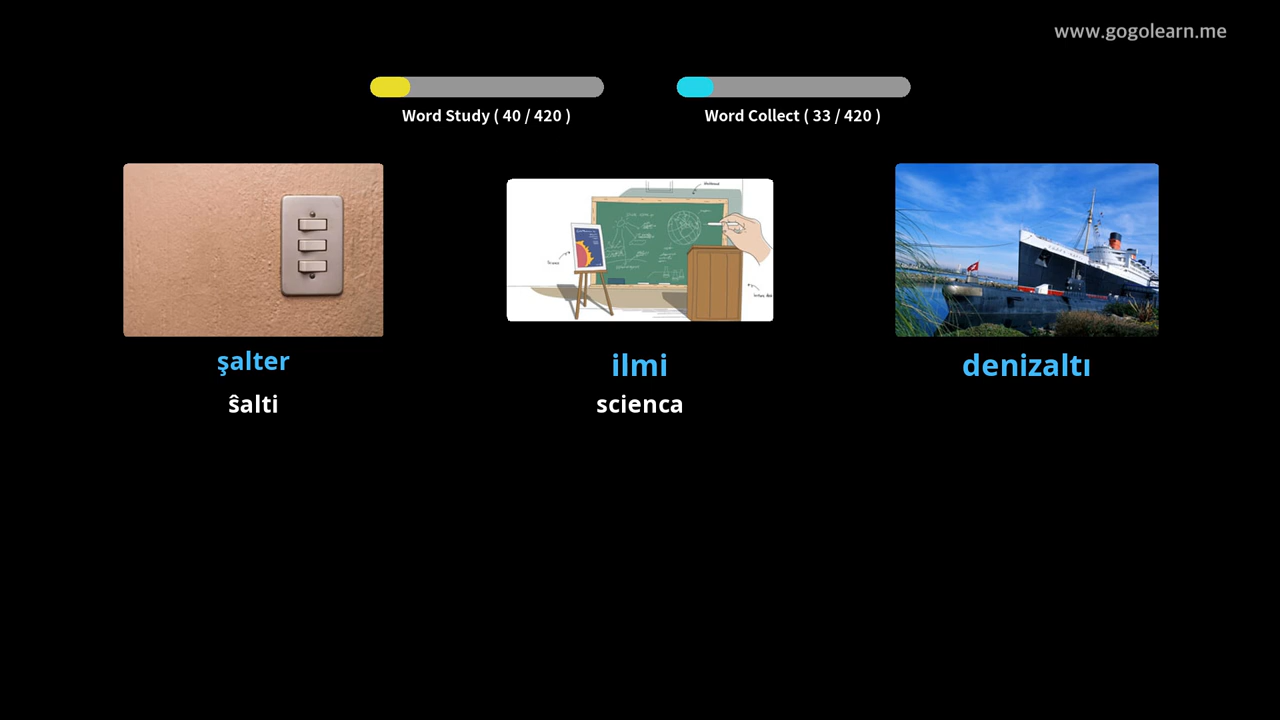 www.gogolearn.me
Word Study ( 40 / 420 )
Word Collect ( 33 / 420 )
şalter
ilmi
denizaltı
ŝalti
scienca